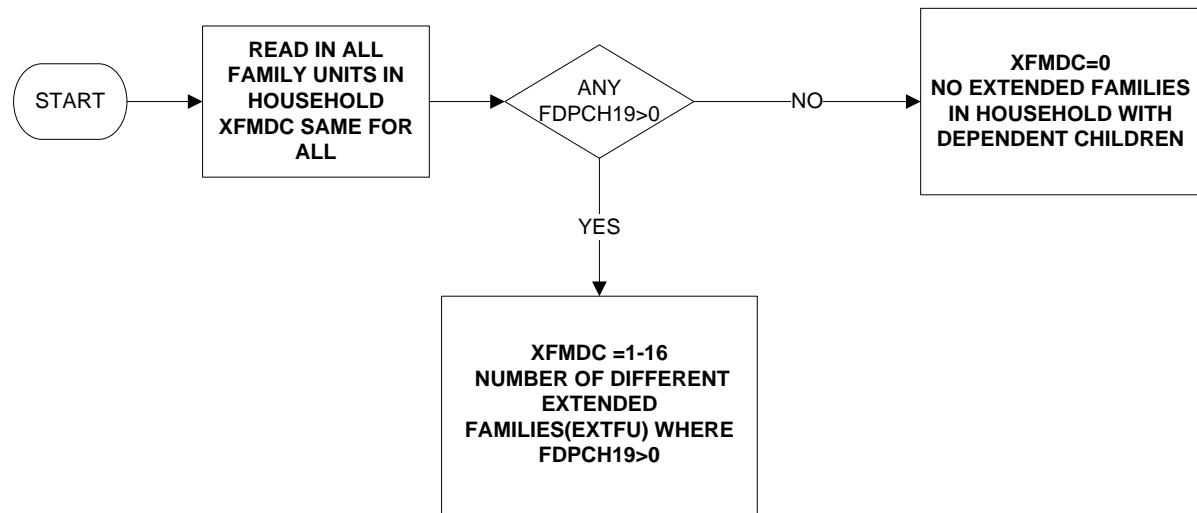 START
READ IN ALL
FAMILY UNITS IN
HOUSEHOLD
XFMDC SAME FOR
ALL
ANY
FDPCH19>0
NO
XFMDC=0
NO EXTENDED FAMILIES
IN HOUSEHOLD WITH
DEPENDENT CHILDREN
YES
XFMDC =1-16
NUMBER OF DIFFERENT
EXTENDED
FAMILIES(EXTFU) WHERE
FDPCH19>0